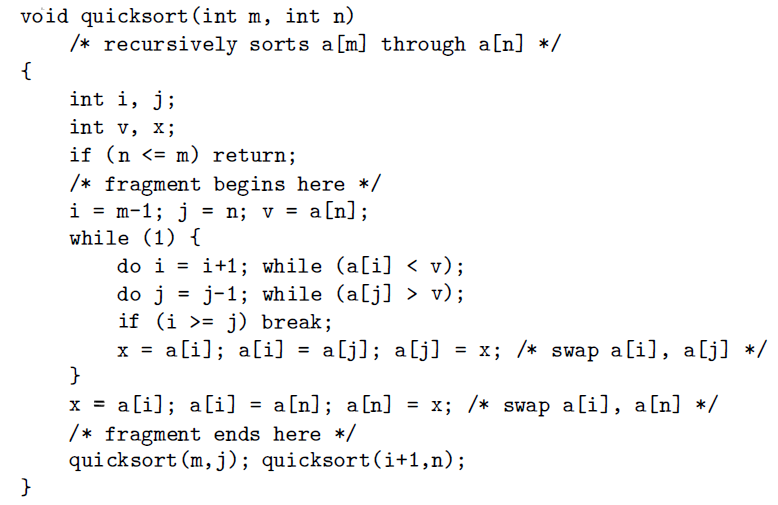 void quicksort(int m, int n)
/* recursively sorts a[m] through a[n] */
{
int i, j;
int v, x;
if (n <= m) return;
/* fragment begins here */
i = m-1; j = n; v = a[n];
while (1) {
do i = i+1; while (a[i] < v);
do j = j-1; while (a[j] > v);
if (i >= j) break;
x = a[i]; a[i] = a[j]; a[j] = x; /* swap a[i], a[j] */
}
x = a[i]; a[i] = a[n]; a[n] = x; /* swap a[i], a[n] */
/* fragment ends here */
quicksort(m,j); quicksort(i+1,n);
}